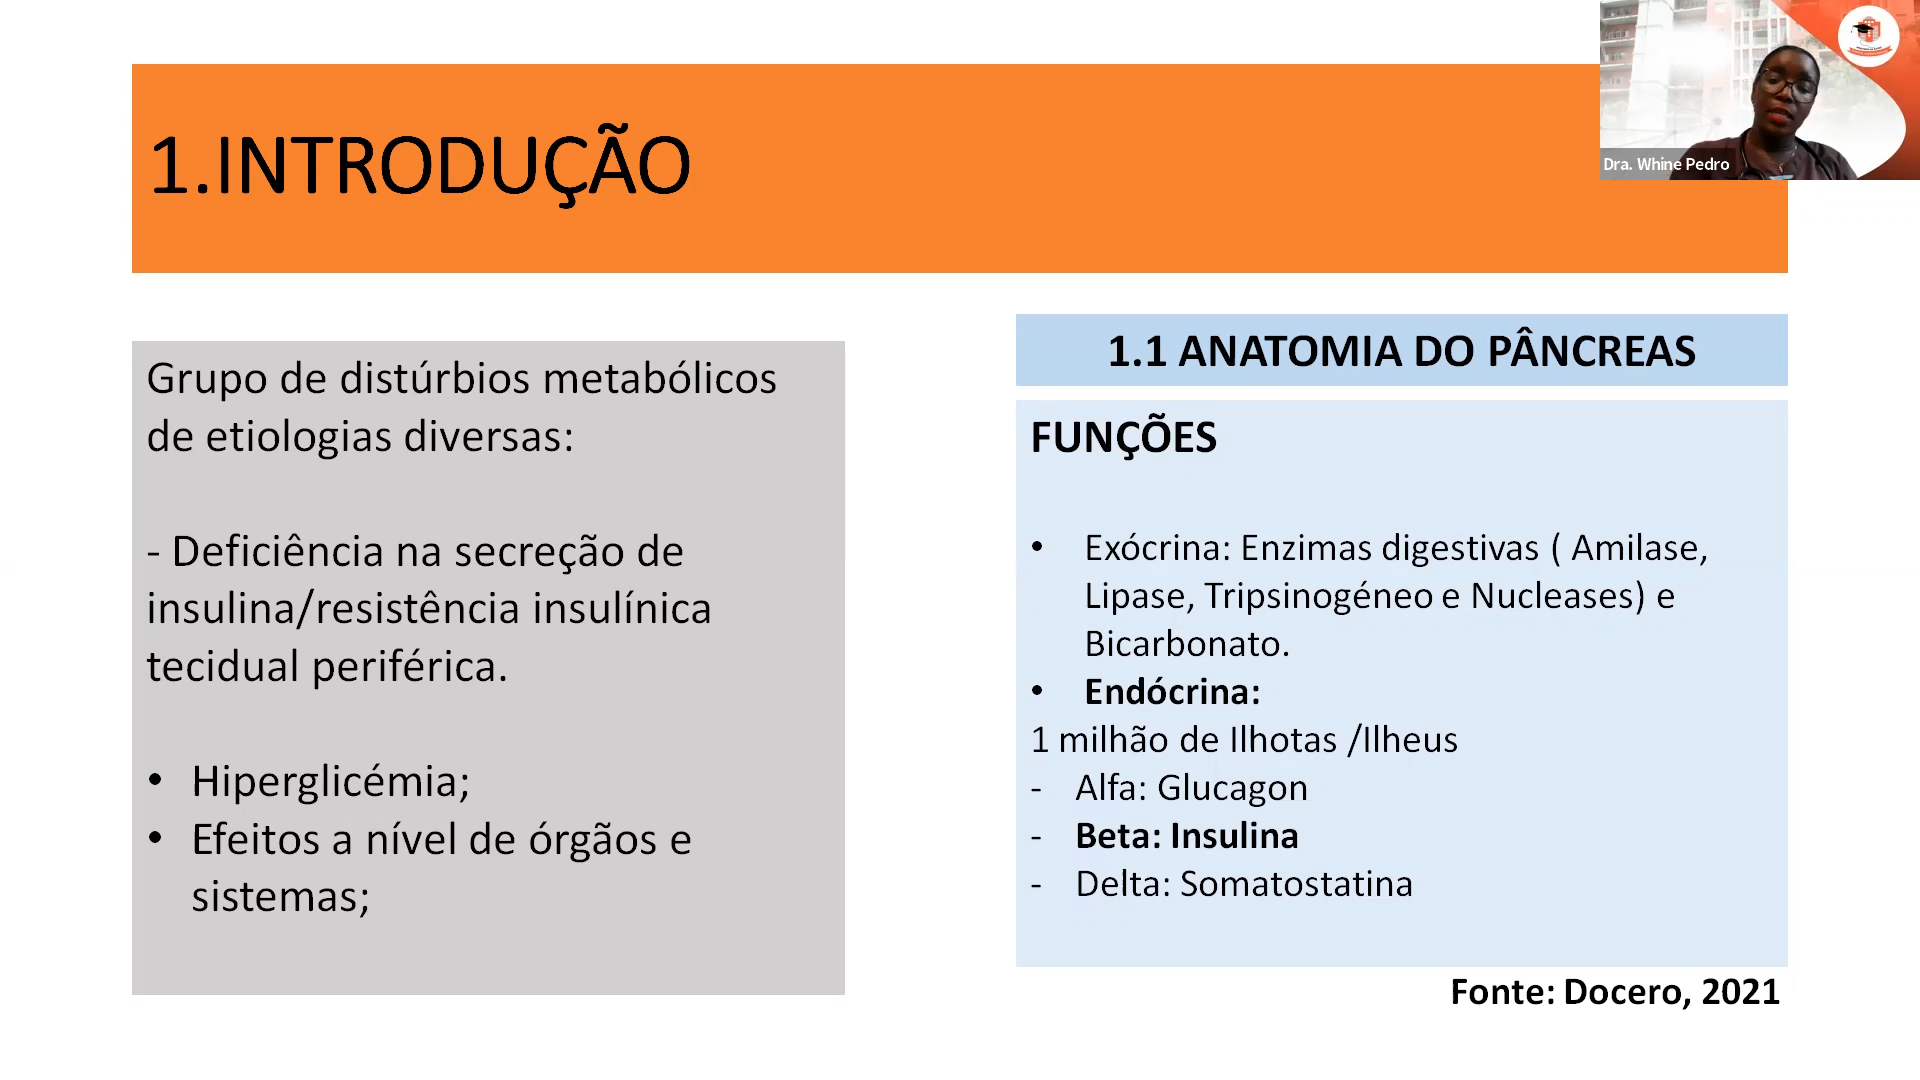 1.INTRODUÇÃO
Dra. Whine Pedro
Grupo de distúrbios metabólicos
de etiologias diversas:
- Deficiência na secreção de
insulina/resistência insulínica
tecidual periférica.
• Hiperglicémia;
• Efeitos a nível de órgãos e
sistemas;
1.1 ANATOMIA DO PÂNCREAS
FUNÇÕES
• Exócrina: Enzimas digestivas ( Amilase,
Lipase, Tripsinogéneo e Nucleases) e
Bicarbonato.
• Endócrina:
1 milhão de Ilhotas /Ilheus
- Alfa: Glucagon
- Beta: Insulina
- Delta: Somatostatina
Fonte: Docero, 2021